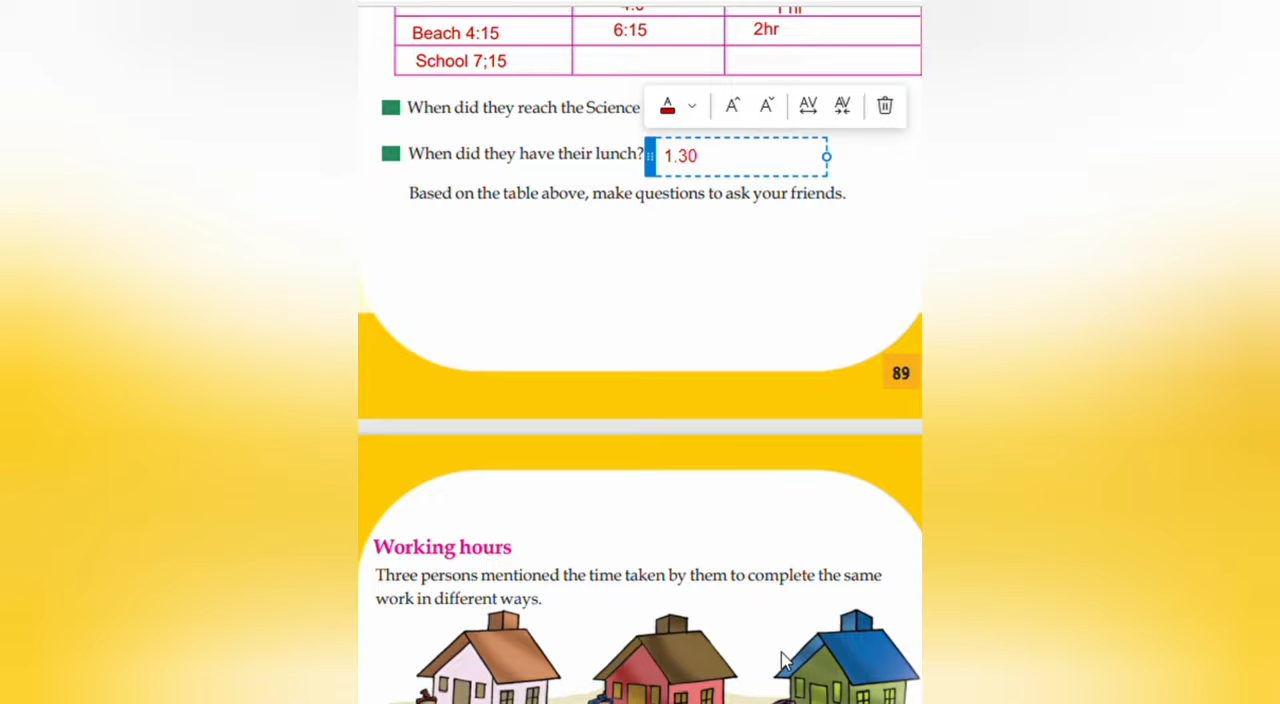 Beach 4:15 6:15 2hr
School 7;15
When did they reach the Science
When did they have their lunch? 1.30
Based on the table above, make questions to ask your friends.
89
Working hours
Three persons mentioned the time taken by them to complete the same
work in different ways.